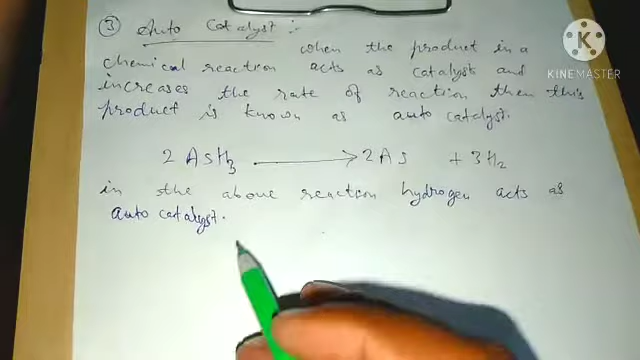 ③ Auto Catalyst :-
when the product in a
chemical reaction acts as catalyst and
increases the rate of reaction then this
product is known as auto catalyst.
2 AsH3 → 2 As + 3H2
in the above reaction hydrogen acts as
auto catalyst.
KINEMASTER